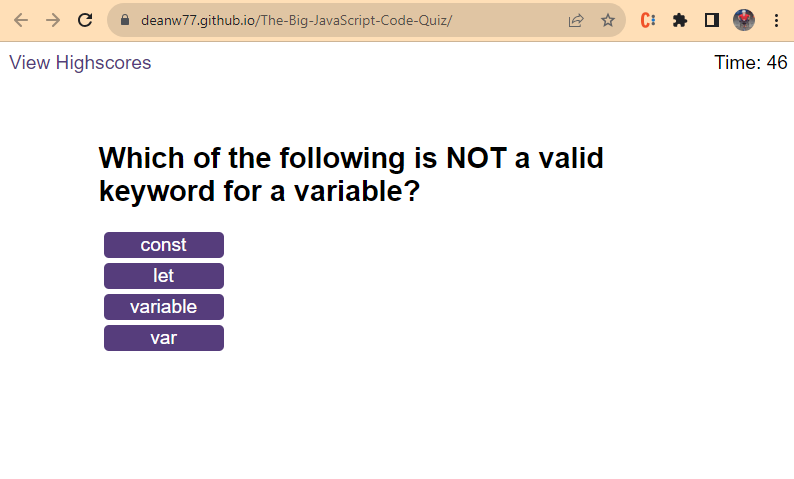 deanw77.github.io/The-Big-JavaScript-Code-Quiz/
View Highscores
Time: 46
Which of the following is NOT a valid
keyword for a variable?
const
let
variable
var